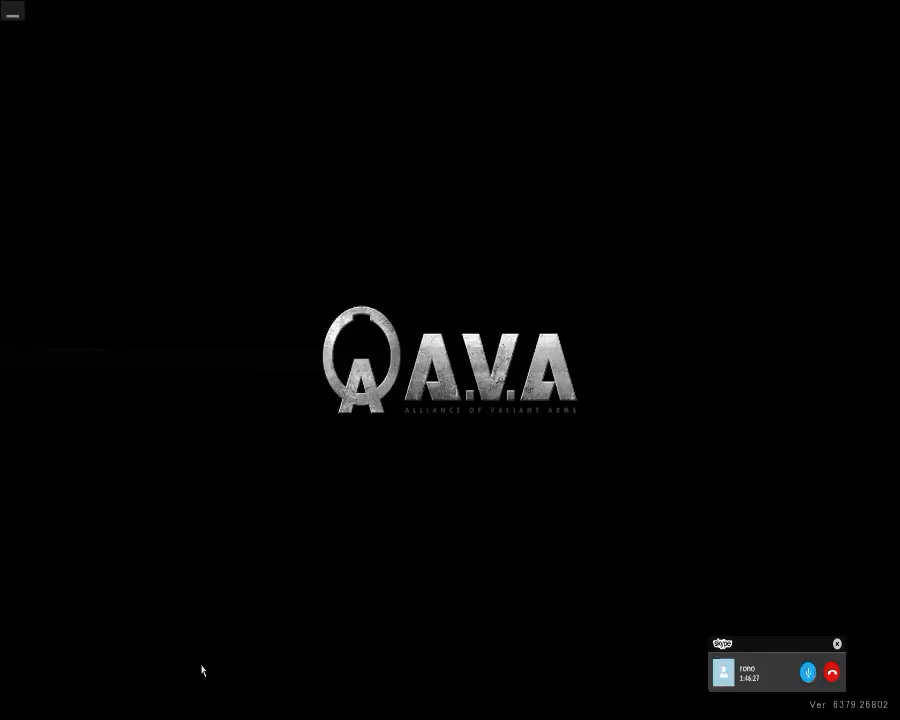 A.V.A
ALLIANCE OF VALIANT ARMS
skype
rono
1:46:27
Ver 6379.26802